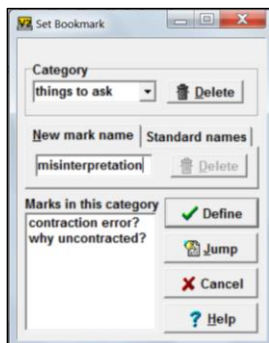 Set Bookmark
Category
things to ask
Delete
New mark name
Standard names
misinterpretation
Delete
Marks in this category
contraction error?
why uncontracted?
Define
Jump
Cancel
Help